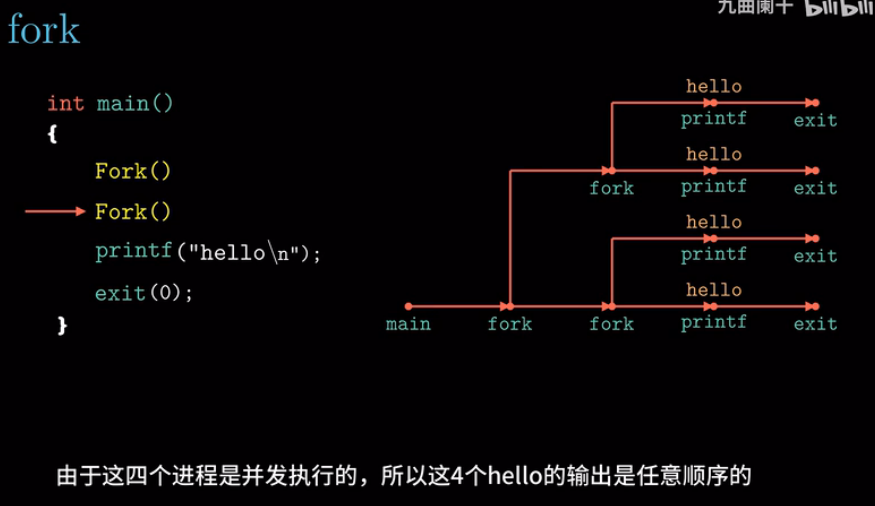 九曲阑干 bilibili
fork
int main()
{
Fork()
Fork()
printf("hello\n");
exit(0);
}
hello
printf exit
hello
fork printf exit
hello
printf exit
hello
main fork fork printf exit
由于这四个进程是并发执行的，所以这4个hello的输出是任意顺序的